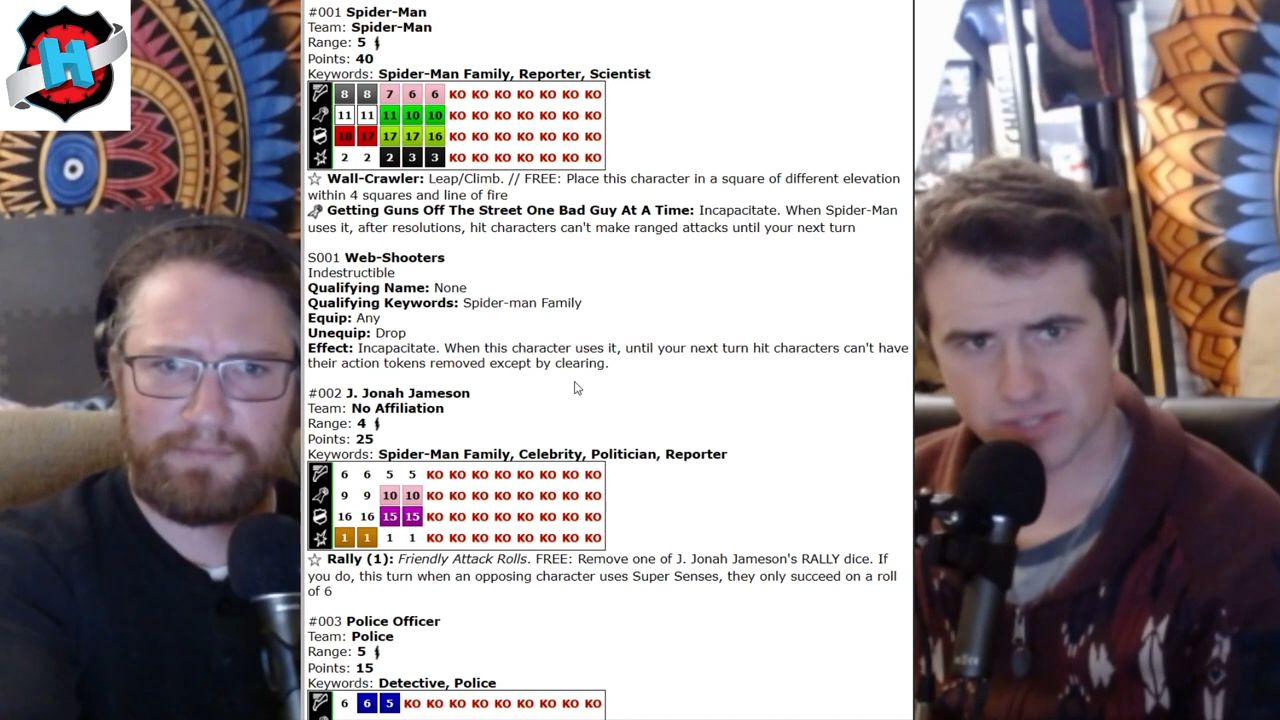 H
#001 Spider-Man
Team: Spider-Man
Range: 5
Points: 40
Keywords: Spider-Man Family, Reporter, Scientist
8 8 7 6 6 KO KO KO KO KO KO KO
11 11 11 10 10 KO KO KO KO KO KO KO
18 17 17 17 16 KO KO KO KO KO KO KO
2 2 2 3 3 KO KO KO KO KO KO KO
Wall-Crawler: Leap/Climb. // FREE: Place this character in a square of different elevation
within 4 squares and line of fire
Getting Guns Off The Street One Bad Guy At A Time: Incapacitate. When Spider-Man
uses it, after resolutions, hit characters can't make ranged attacks until your next turn
S001 Web-Shooters
Indestructible
Qualifying Name: None
Qualifying Keywords: Spider-man Family
Equip: Any
Unequip: Drop
Effect: Incapacitate. When this character uses it, until your next turn hit characters can't have
their action tokens removed except by clearing.
#002 J. Jonah Jameson
Team: No Affiliation
Range: 4
Points: 25
Keywords: Spider-Man Family, Celebrity, Politician, Reporter
6 6 5 5 KO KO KO KO KO KO KO KO
9 9 10 10 KO KO KO KO KO KO KO KO
16 16 15 15 KO KO KO KO KO KO KO KO
1 1 1 1 KO KO KO KO KO KO KO KO
Rally (1): Friendly Attack Rolls. FREE: Remove one of J. Jonah Jameson's RALLY dice. If
you do, this turn when an opposing character uses Super Senses, they only succeed on a roll
of 6
#003 Police Officer
Team: Police
Range: 5
Points: 15
Keywords: Detective, Police
6 6 5 KO KO KO KO KO KO KO KO KO